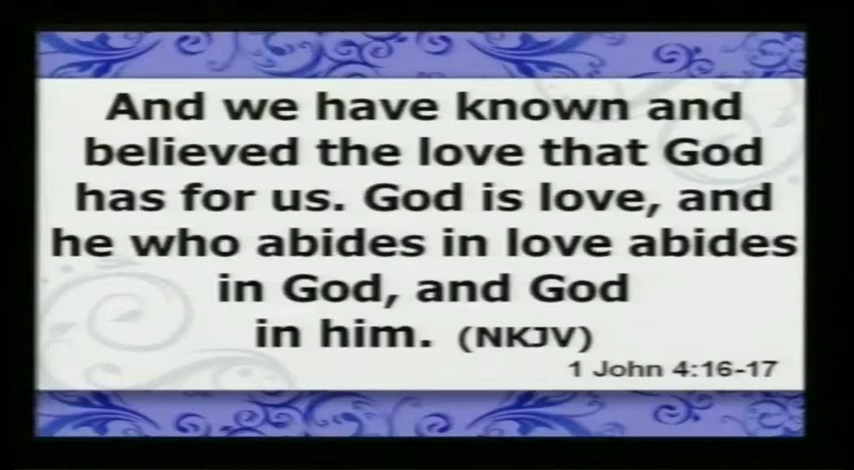 And we have known and
believed the love that God
has for us. God is love, and
he who abides in love abides
in God, and God
in him. (NKJV)
1 John 4:16-17